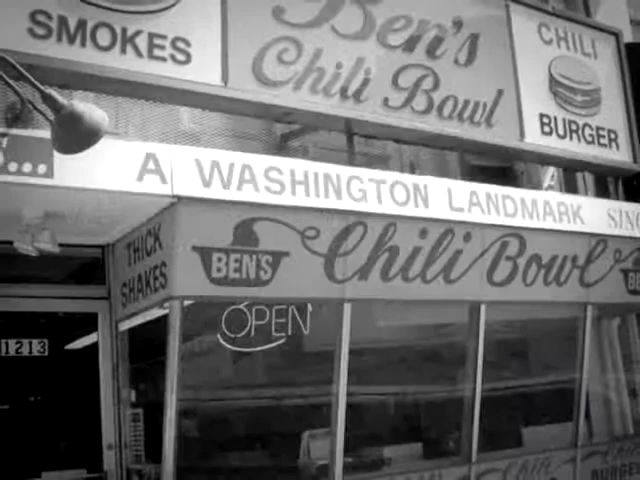 SMOKES
Ben's
Chili Bowl
CHILI
BURGER
A WASHINGTON LANDMARK
THICK
SHAKES
BEN'S
Chili Bowl
OPEN
1213